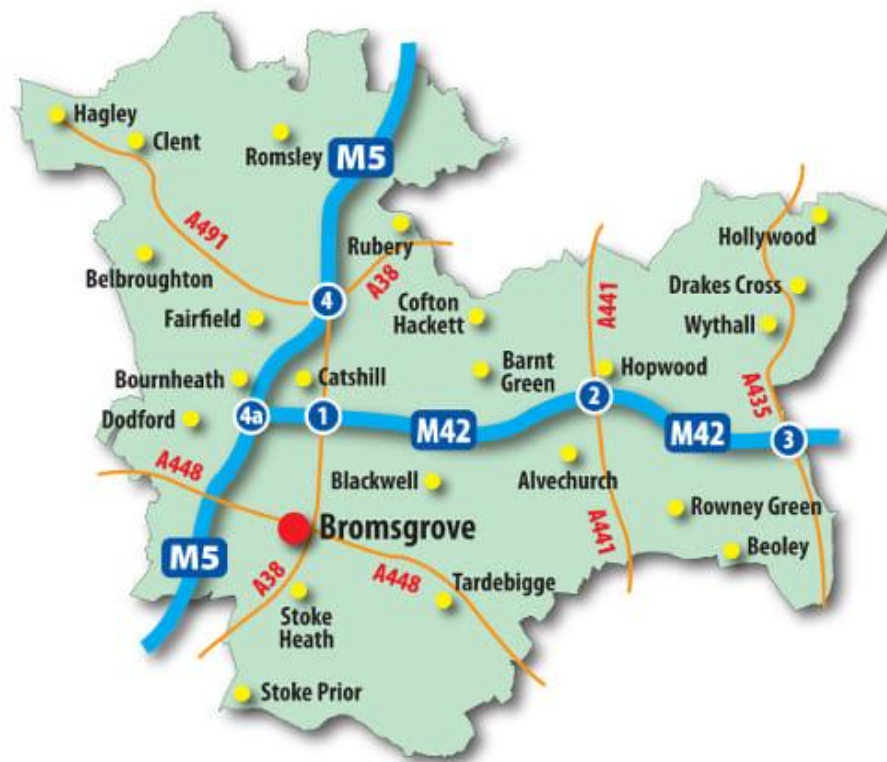 Hagley
Clent
Romsley
M5
A491
Rubery
Hollywood
Belbroughton
A38
A441
Drakes Cross
4
Cofton
Hackett
Fairfield
Wythall
Bournheath
Catshill
Barnt
Green
Hopwood
A435
2
Dodford
4a
1
M42
M42
3
A448
Blackwell
Alvechurch
Rowney Green
Bromsgrove
A441
Beoley
M5
A38
A448
Tardebigge
Stoke
Heath
Stoke Prior